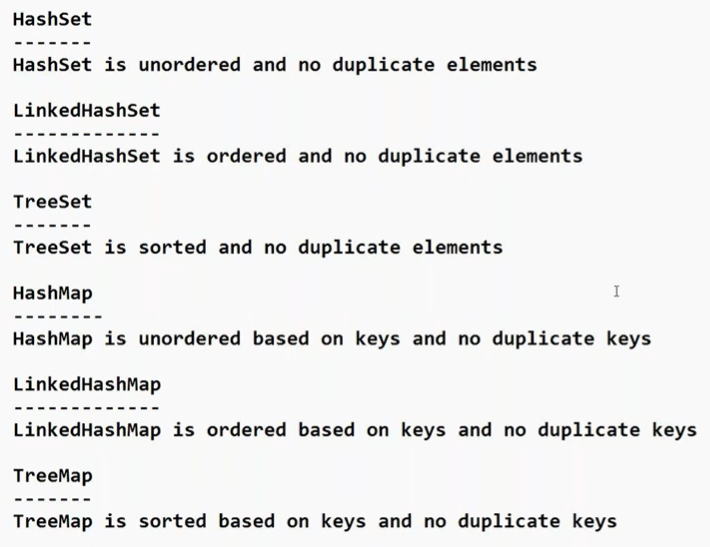 HashSet
-------
HashSet is unordered and no duplicate elements
LinkedHashSet
-------------
LinkedHashSet is ordered and no duplicate elements
TreeSet
-------
TreeSet is sorted and no duplicate elements
HashMap
--------
HashMap is unordered based on keys and no duplicate keys
LinkedHashMap
-------------
LinkedHashMap is ordered based on keys and no duplicate keys
TreeMap
-------
TreeMap is sorted based on keys and no duplicate keys